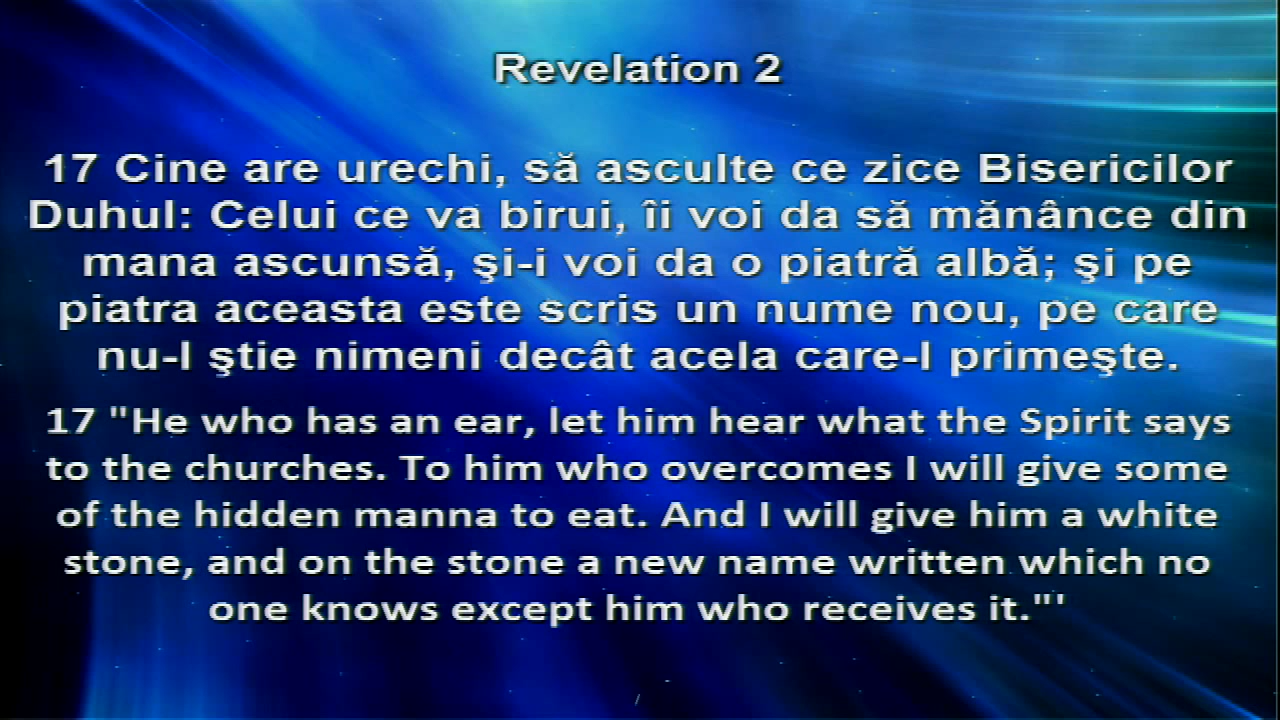 Revelation 2
17 Cine are urechi, să asculte ce zice Bisericilor
Duhul: Celui ce va birui, îi voi da să mănânce din
mana ascunsă, şi-i voi da o piatră albă; şi pe
piatra aceasta este scris un nume nou, pe care
nu-l ştie nimeni decât acela care-l primeşte.
17 "He who has an ear, let him hear what the Spirit says
to the churches. To him who overcomes I will give some
of the hidden manna to eat. And I will give him a white
stone, and on the stone a new name written which no
one knows except him who receives it."'